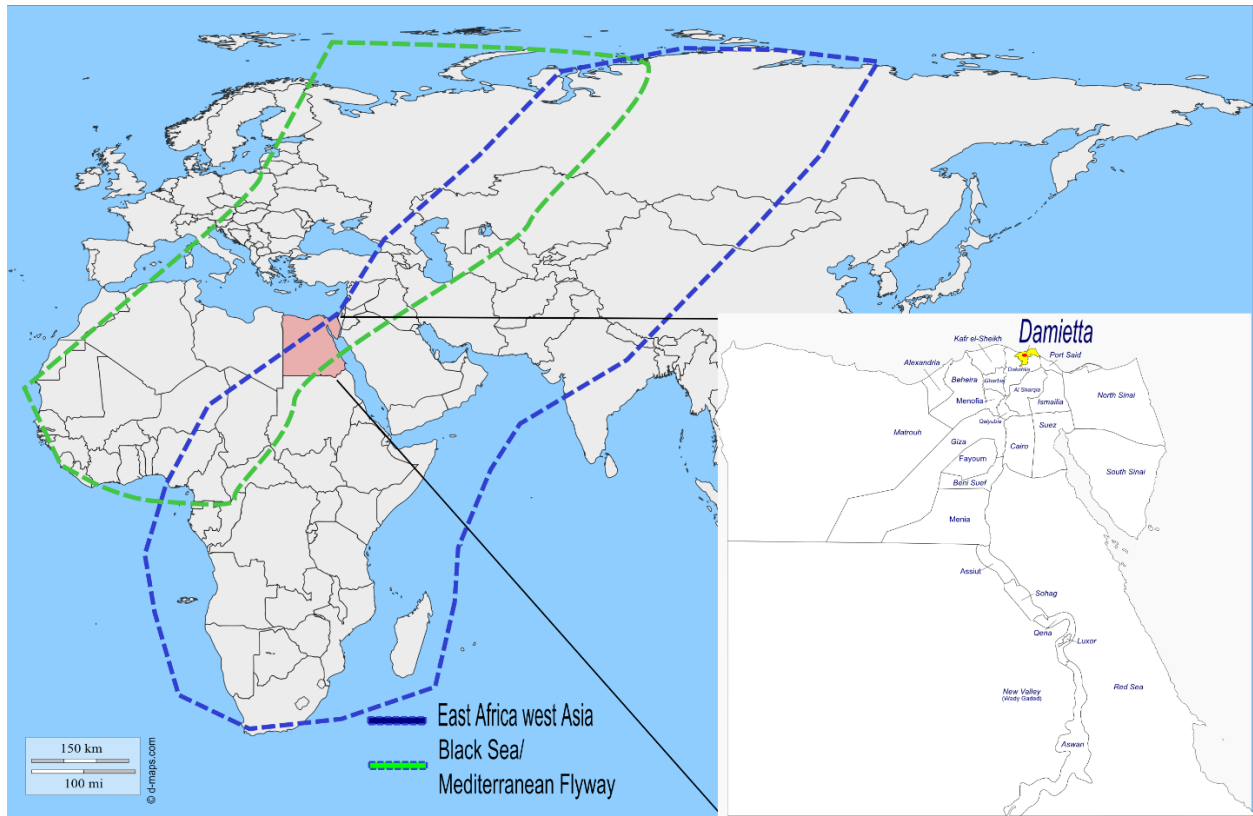 Damietta
Kafr el-Sheikh
Port Said
Alexandria
Dakahlia
Beheira
Gharbia
Al Sharqia
North Sinai
Menofia
Ismailia
Qalyubia
Suez
Matrouh
Giza
Cairo
Fayoum
South Sinai
Beni Suef
Menia
Assiut
Sohag
Qena
Luxor
New Valley
(Wady Gaded)
Red Sea
Aswan
East Africa west Asia
Black Sea/
Mediterranean Flyway
150 km
100 mi
© d-maps.com